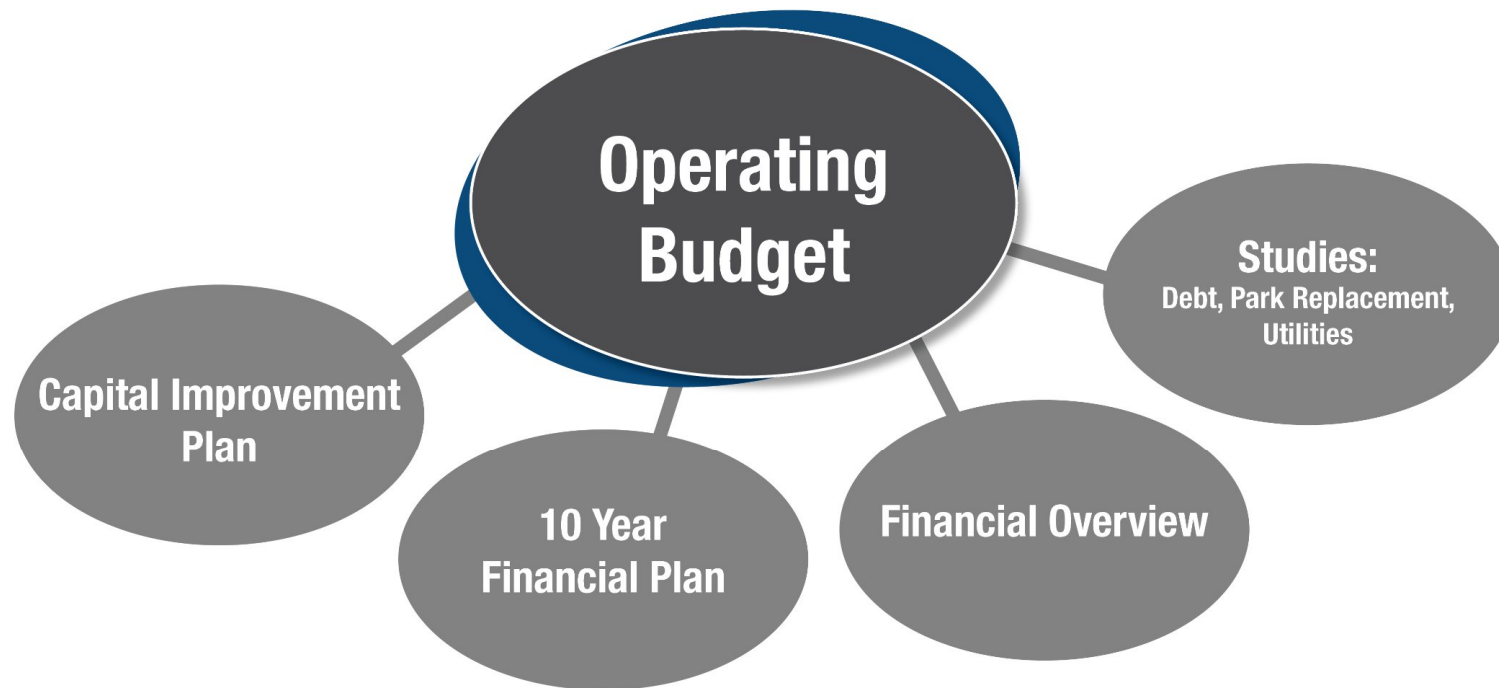 Operating
Budget
Studies:
Debt, Park Replacement,
Utilities
Capital Improvement
Plan
10 Year
Financial Plan
Financial Overview